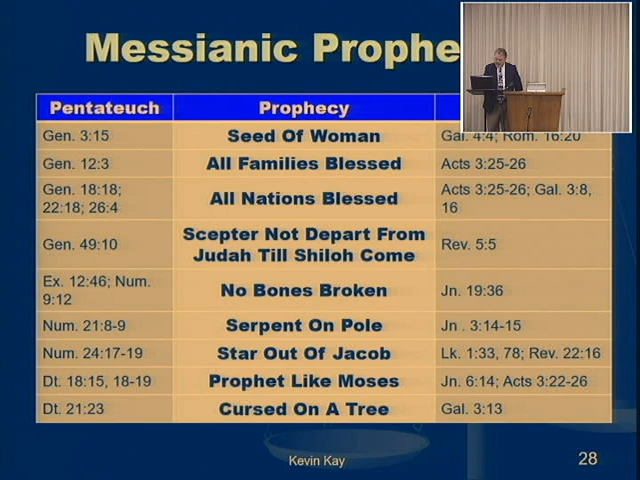 Messianic Prophe
Pentateuch Prophecy
Gen. 3:15 Seed Of Woman Gal. 4:4; Rom. 16:20
Gen. 12:3 All Families Blessed Acts 3:25-26
Gen. 18:18;
22:18; 26:4 All Nations Blessed Acts 3:25-26; Gal. 3:8,
16
Gen. 49:10 Scepter Not Depart From
Judah Till Shiloh Come Rev. 5:5
Ex. 12:46; Num.
9:12 No Bones Broken Jn. 19:36
Num. 21:8-9 Serpent On Pole Jn . 3:14-15
Num. 24:17-19 Star Out Of Jacob Lk. 1:33, 78; Rev. 22:16
Dt. 18:15, 18-19 Prophet Like Moses Jn. 6:14; Acts 3:22-26
Dt. 21:23 Cursed On A Tree Gal. 3:13
Kevin Kay 28